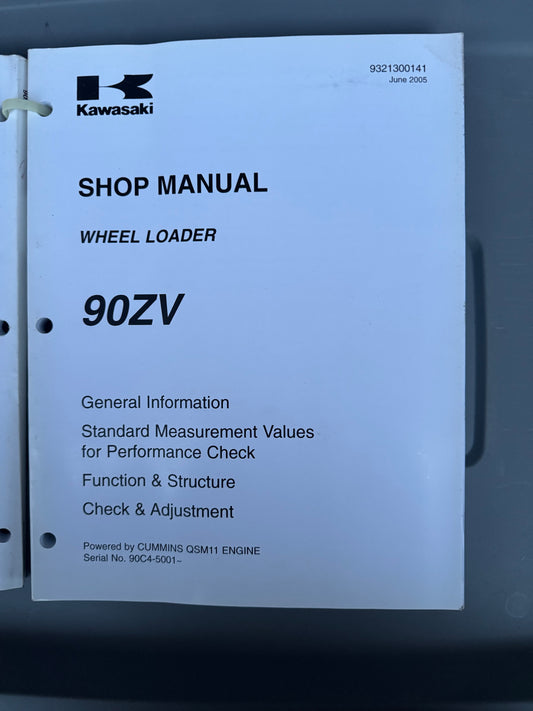 9321300141
June 2005
Kawasaki
SHOP MANUAL
WHEEL LOADER
90ZV
General Information
Standard Measurement Values
for Performance Check
Function & Structure
Check & Adjustment
Powered by CUMMINS QSM11 ENGINE
Serial No. 90C4-5001~